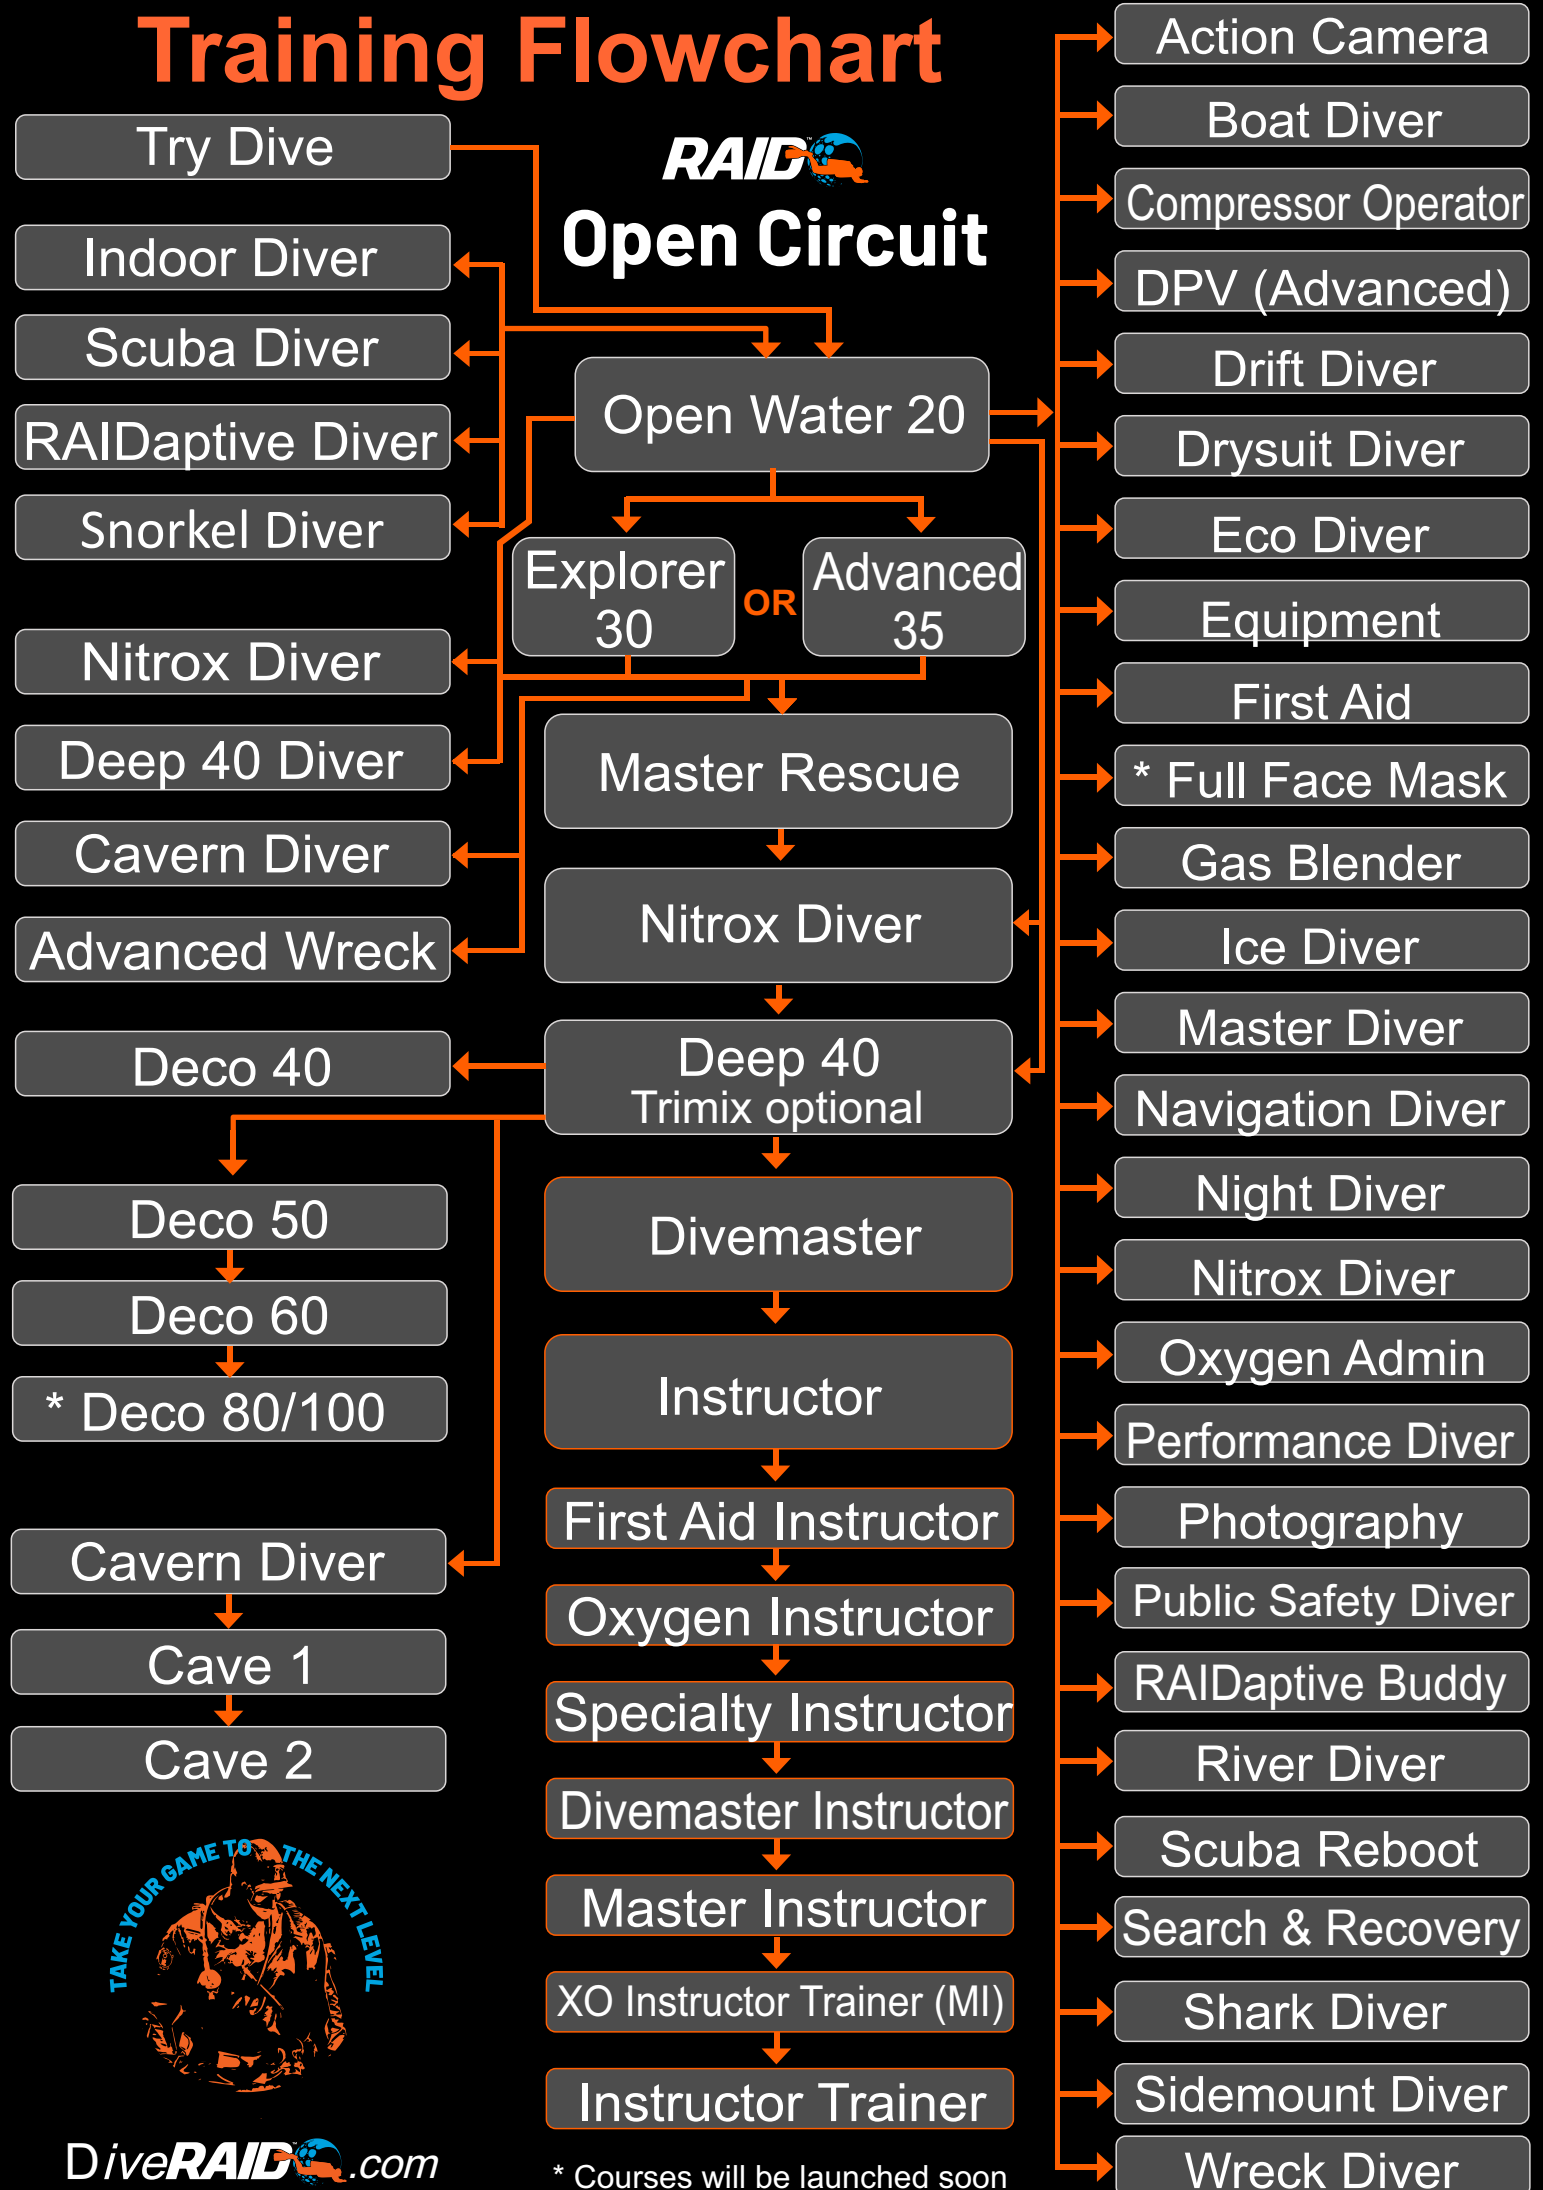 Training Flowchart
RAID
Open Circuit
Try Dive
Indoor Diver
Scuba Diver
RAIDaptive Diver
Snorkel Diver
Nitrox Diver
Deep 40 Diver
Cavern Diver
Advanced Wreck
Deco 40
Deco 50
Deco 60
* Deco 80/100
Cavern Diver
Cave 1
Cave 2
TAKE YOUR GAME TO THE NEXT LEVEL
DiveRAID.com
Open Water 20
Explorer
30
OR
Advanced
35
Master Rescue
Nitrox Diver
Deep 40
Trimix optional
Divemaster
Instructor
First Aid Instructor
Oxygen Instructor
Specialty Instructor
Divemaster Instructor
Master Instructor
XO Instructor Trainer (MI)
Instructor Trainer
* Courses will be launched soon
Action Camera
Boat Diver
Compressor Operator
DPV (Advanced)
Drift Diver
Drysuit Diver
Eco Diver
Equipment
First Aid
* Full Face Mask
Gas Blender
Ice Diver
Master Diver
Navigation Diver
Night Diver
Nitrox Diver
Oxygen Admin
Performance Diver
Photography
Public Safety Diver
RAIDaptive Buddy
River Diver
Scuba Reboot
Search & Recovery
Shark Diver
Sidemount Diver
Wreck Diver